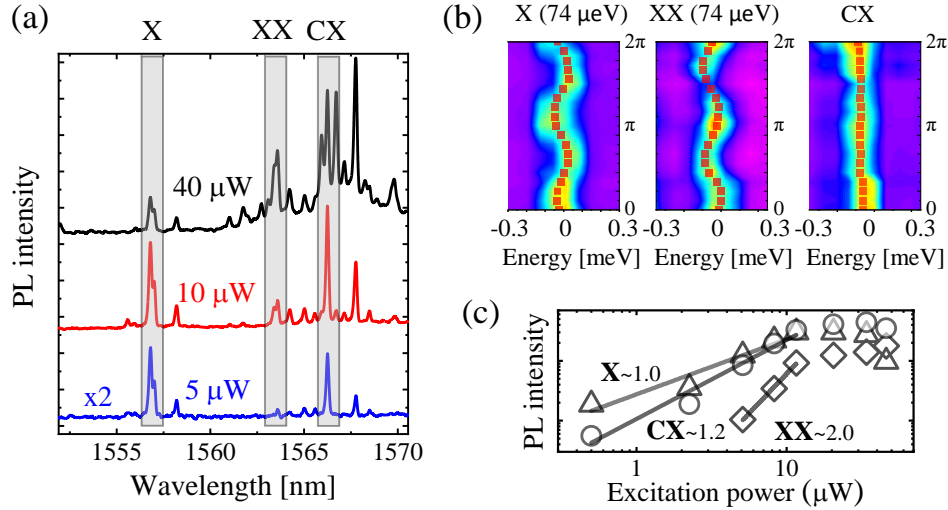 (a)
X XX CX
40 μW
10 μW
x2 5 μW
PL intensity
1555 1560 1565 1570
Wavelength [nm]
(b)
X (74 μeV) XX (74 μeV) CX
2π 2π 2π
π π π
0 0 0
-0.3 0 0.3 -0.3 0 0.3 -0.3 0 0.3
Energy [meV] Energy [meV] Energy [meV]
(c)
X~1.0
CX~1.2 XX~2.0
PL intensity
1 10
Excitation power (μW)